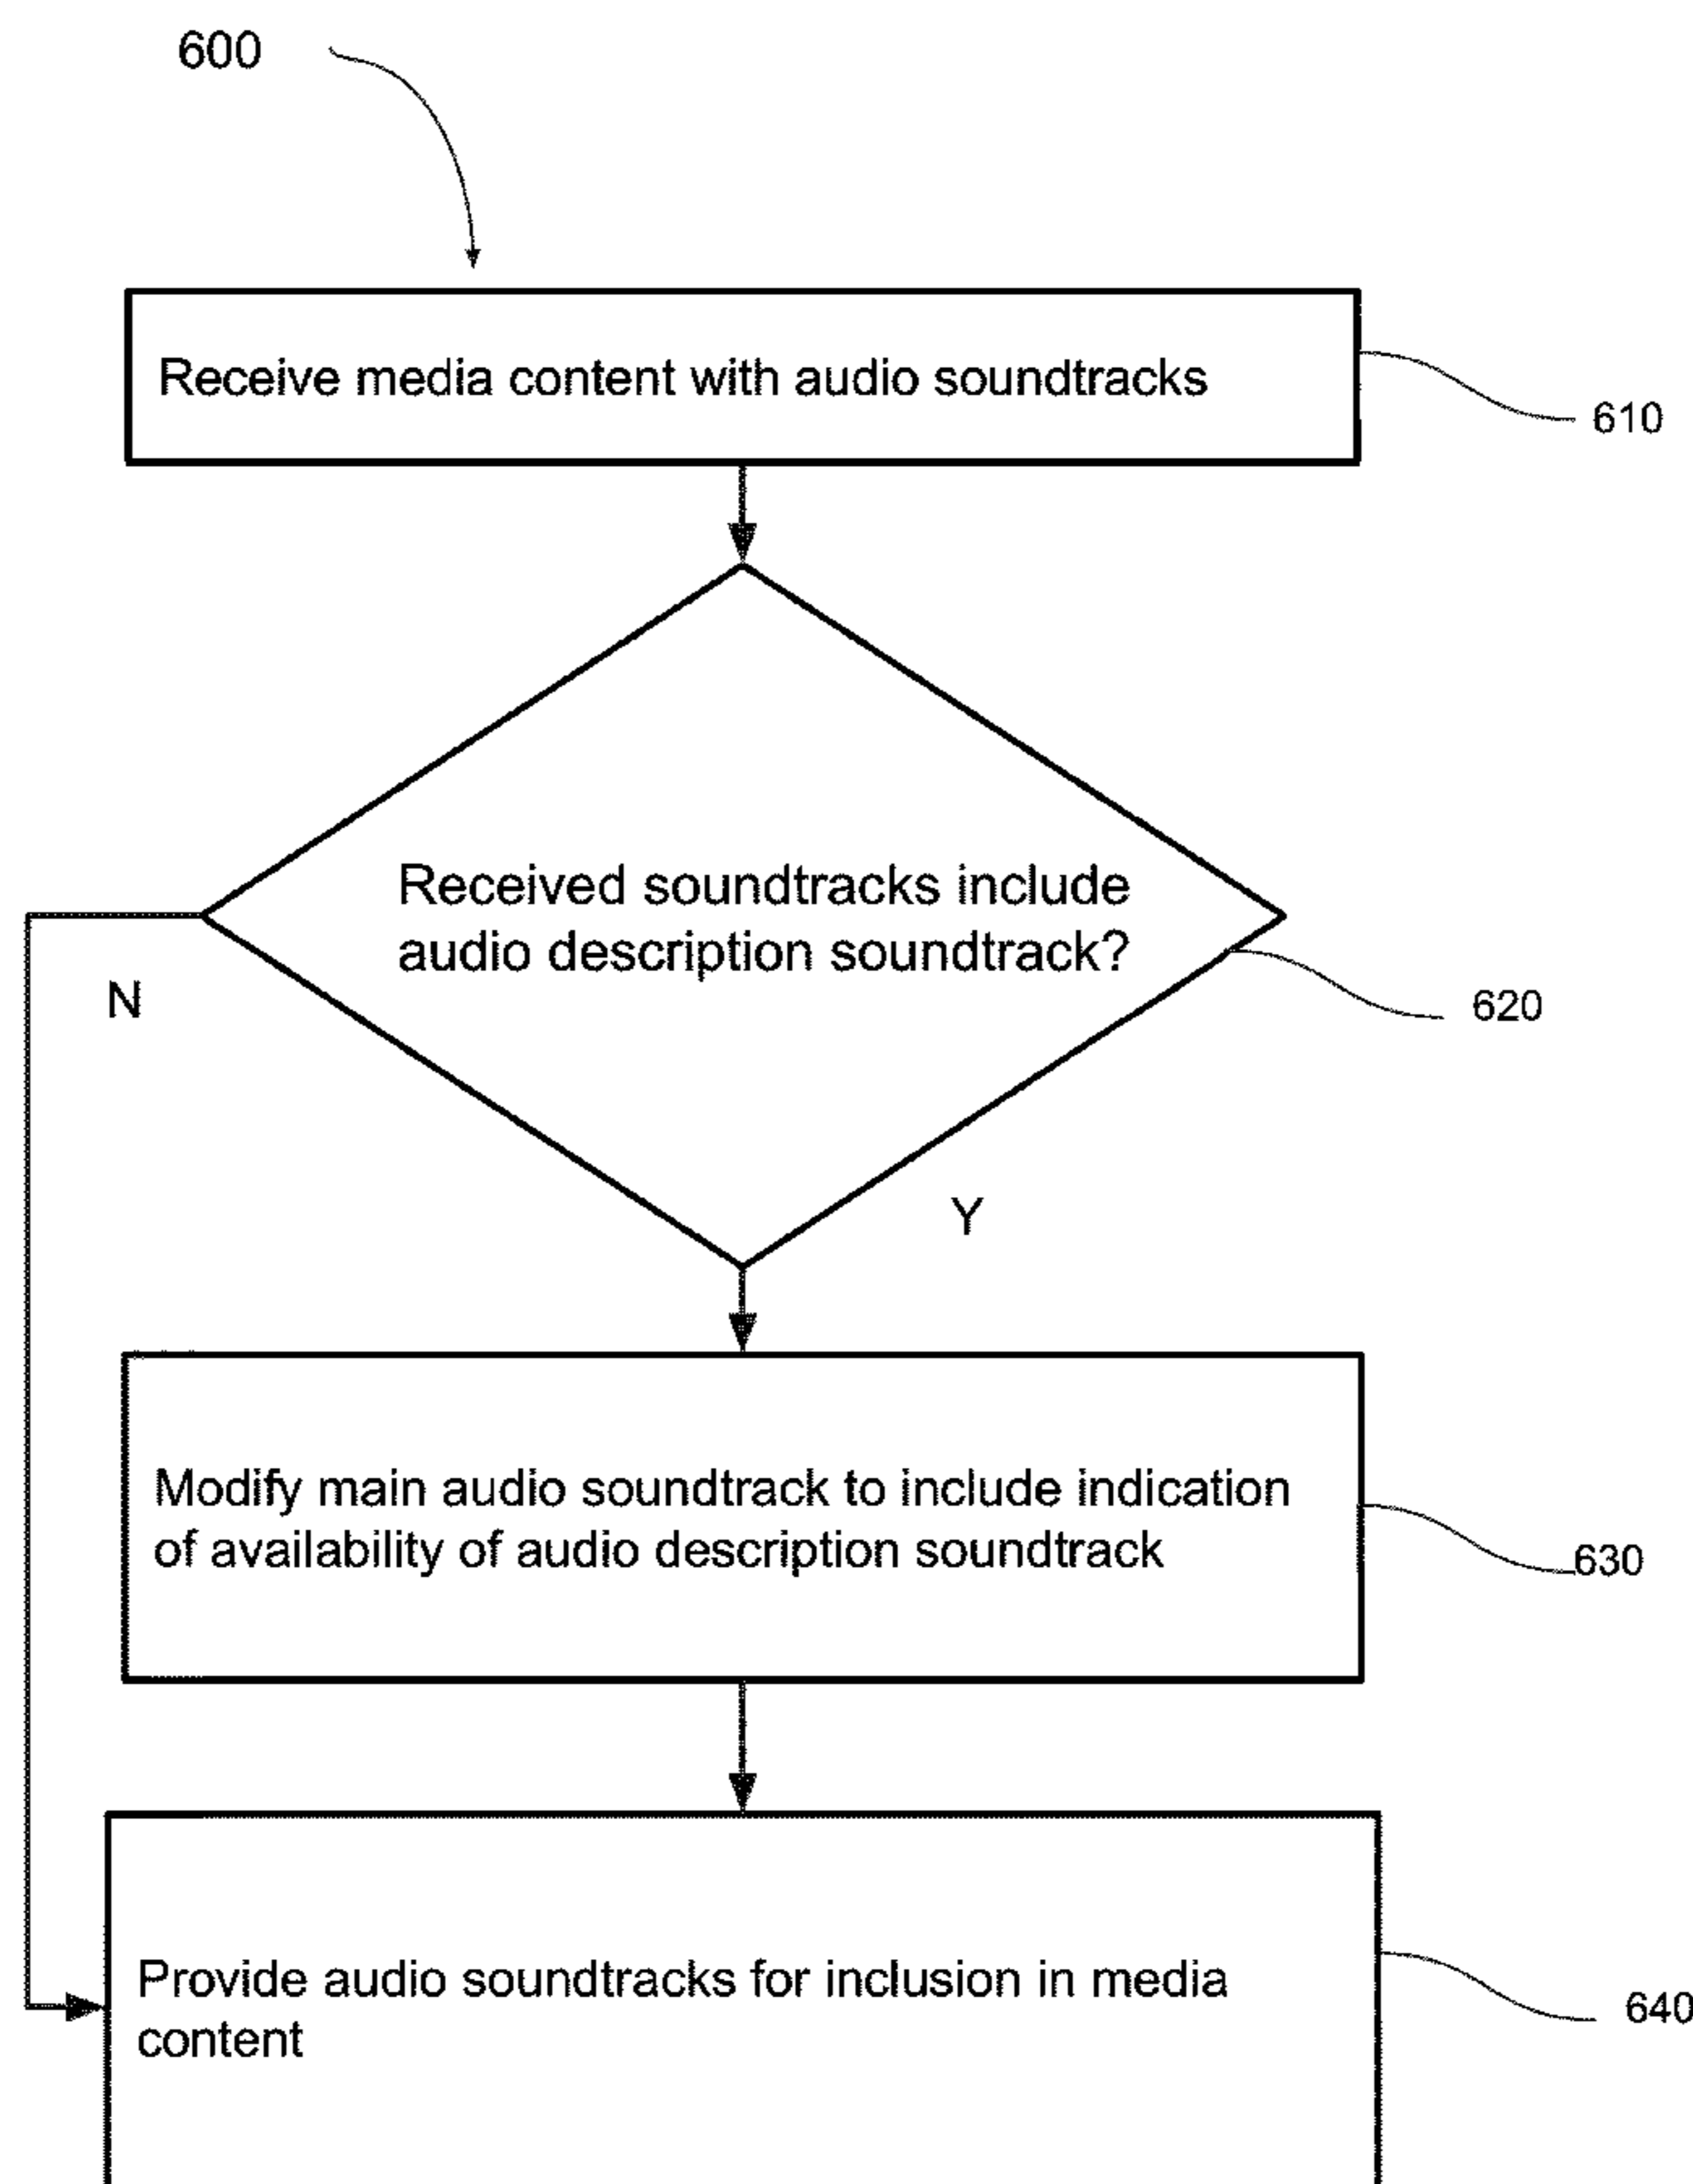 600
Receive media content with audio soundtracks
610
Received soundtracks include
audio description soundtrack?
620
N
Y
Modify main audio soundtrack to include indication
of availability of audio description soundtrack
630
Provide audio soundtracks for inclusion in media
content
640